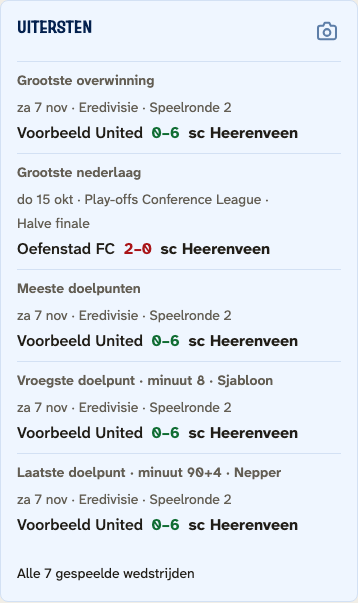 UITERSTEN
Grootste overwinning
za 7 nov · Eredivisie · Speelronde 2
Voorbeeld United 0–6 sc Heerenveen
Grootste nederlaag
do 15 okt · Play-offs Conference League ·
Halve finale
Oefenstad FC 2–0 sc Heerenveen
Meeste doelpunten
za 7 nov · Eredivisie · Speelronde 2
Voorbeeld United 0–6 sc Heerenveen
Vroegste doelpunt · minuut 8 · Sjabloon
za 7 nov · Eredivisie · Speelronde 2
Voorbeeld United 0–6 sc Heerenveen
Laatste doelpunt · minuut 90+4 · Nepper
za 7 nov · Eredivisie · Speelronde 2
Voorbeeld United 0–6 sc Heerenveen
Alle 7 gespeelde wedstrijden